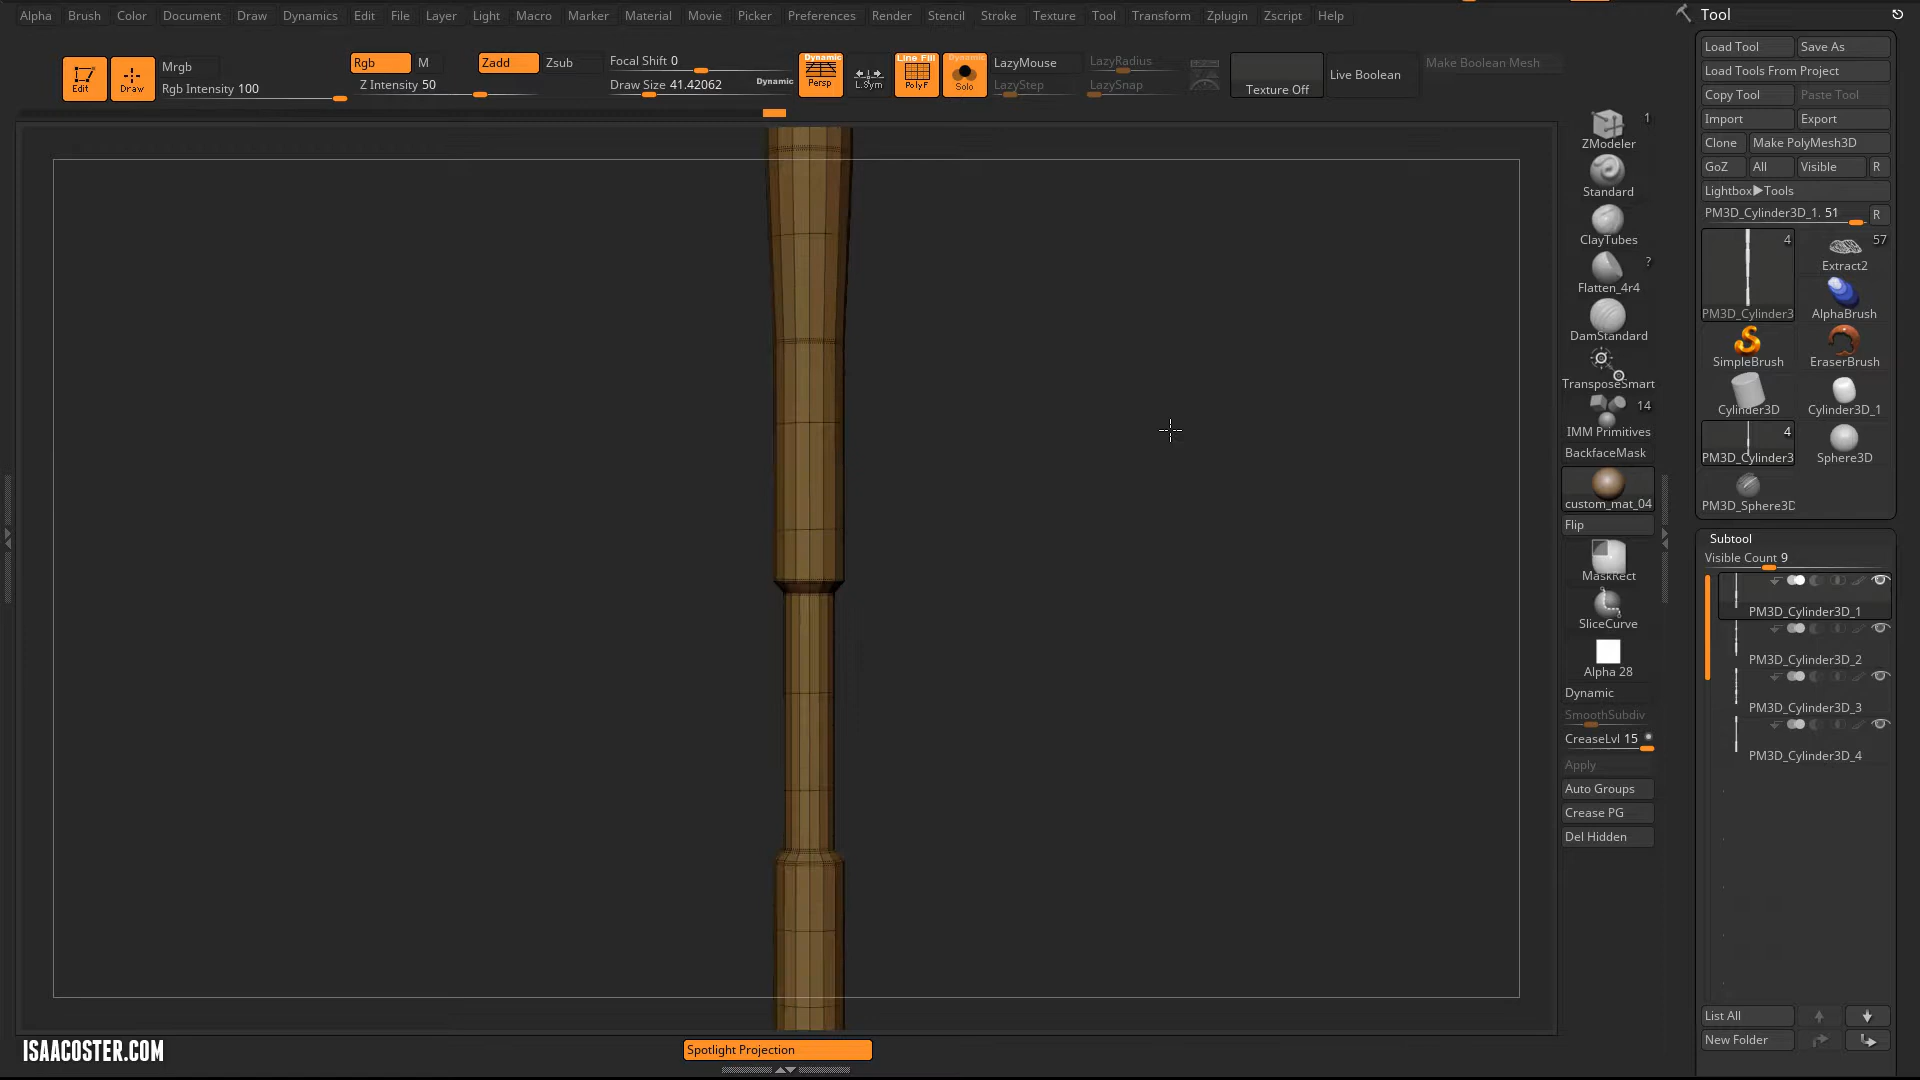 Alpha Brush Color Document Draw Dynamics Edit File Layer Light Macro Marker Material Movie Picker Preferences Render Stencil Stroke Texture Tool Transform Zplugin Zscript Help
Tool
Edit
Draw
Mrgb
Rgb Intensity 100
Rgb
M
Z Intensity 50
Zadd
Zsub
Focal Shift 0
Draw Size 41.42062
Dynamic
Dynamic
Persp
L.Sym
Line Fill
PolyF
Dynamic
Solo
LazyMouse
LazyStep
LazyRadius
LazySnap
Texture Off
Live Boolean
Make Boolean Mesh
1
ZModeler
Standard
ClayTubes
?
Flatten_4r4
DamStandard
TransposeSmart
14
IMM Primitives
BackfaceMask
custom_mat_04
Flip
MaskRect
SliceCurve
Alpha 28
Dynamic
SmoothSubdiv
CreaseLvl 15
Apply
Auto Groups
Crease PG
Del Hidden
Load Tool
Save As
Load Tools From Project
Copy Tool
Paste Tool
Import
Export
Clone
Make PolyMesh3D
GoZ
All
Visible
R
Lightbox▶Tools
PM3D_Cylinder3D_1. 51
R
4
57
Extract2
PM3D_Cylinder3
AlphaBrush
SimpleBrush
EraserBrush
Cylinder3D
Cylinder3D_1
4
PM3D_Cylinder3
Sphere3D
PM3D_Sphere3D
Subtool
Visible Count 9
PM3D_Cylinder3D_1
PM3D_Cylinder3D_2
PM3D_Cylinder3D_3
PM3D_Cylinder3D_4
List All
New Folder
ISAACOSTER.COM
Spotlight Projection